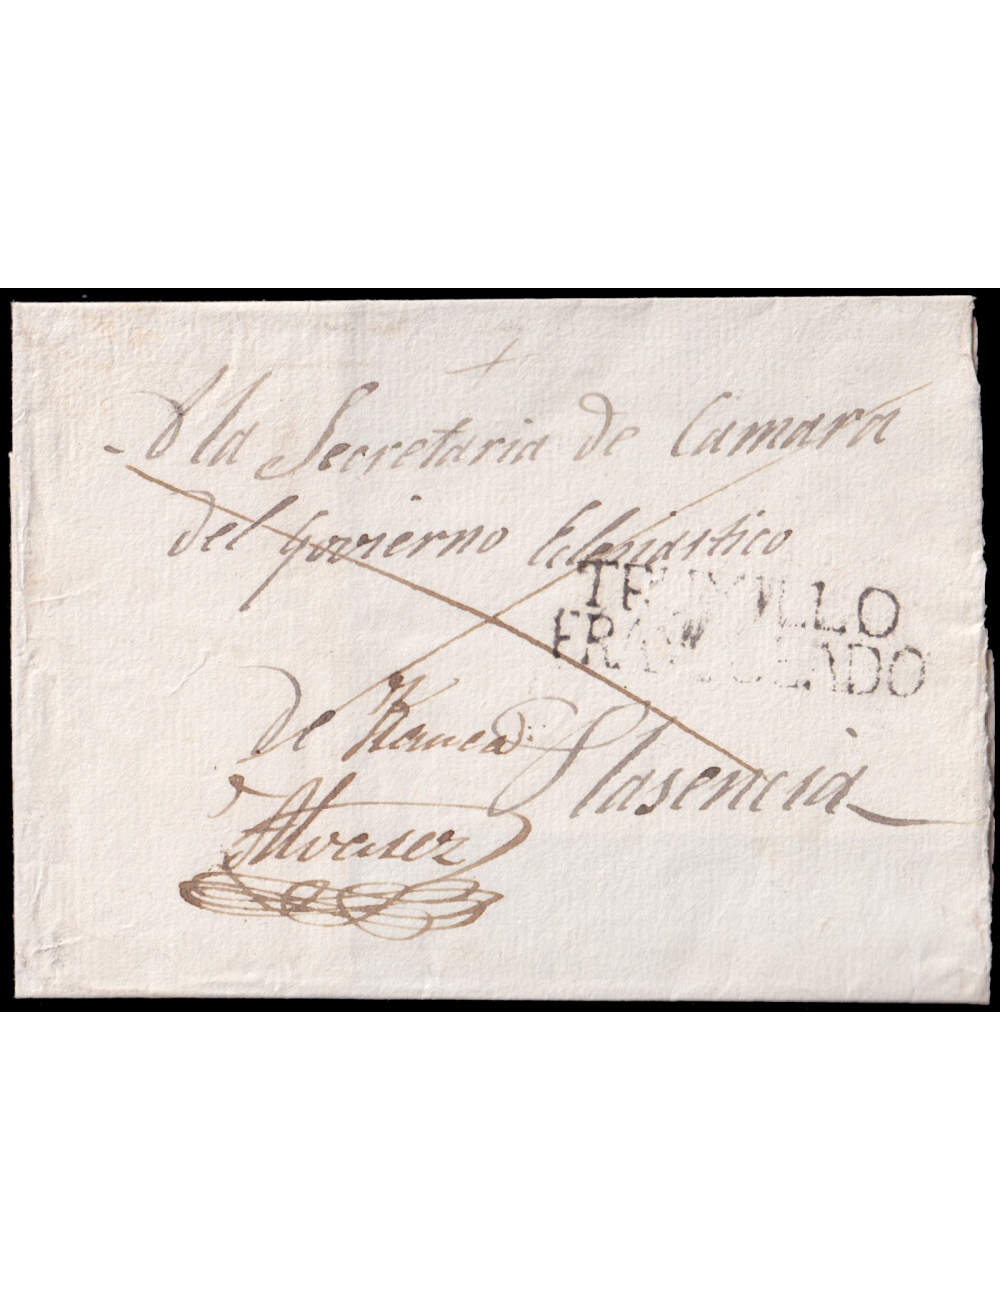 A la Secretaria de Camara
del Govierno Eclesiastico
TRUXILLO
FRANQUEADO
De
Plasencia
Alvarez